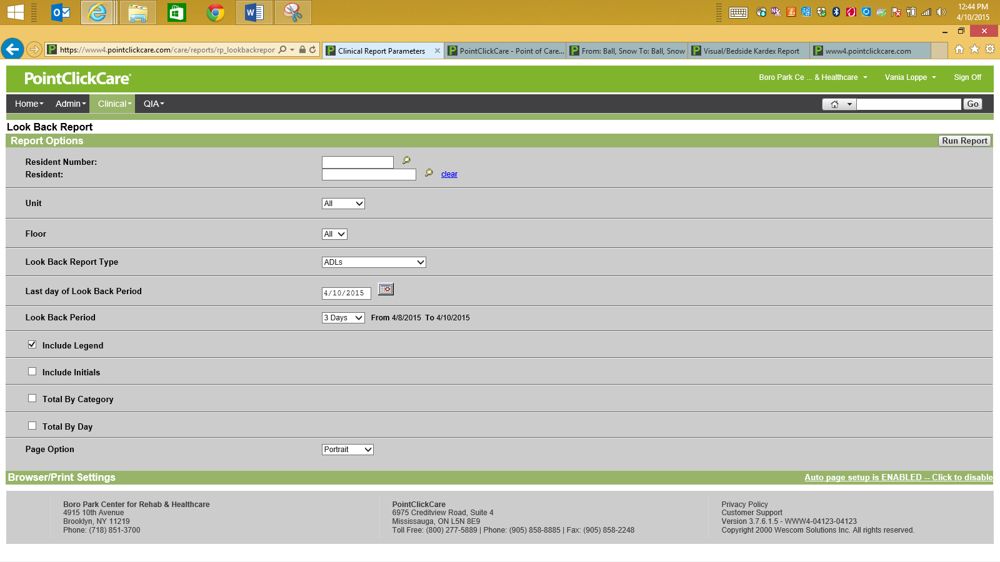 12:44 PM
4/10/2015
https://www4.pointclickcare.com/care/reports/rp_lookbackrepor
Clinical Report Parameters
PointClickCare - Point of Care...
From: Ball, Snow To: Ball, Snow
Visual/Bedside Kardex Report
www4.pointclickcare.com
PointClickCare
Boro Park Ce ... & Healthcare
Vania Loppe
Sign Off
Home
Admin
Clinical
QIA
Go
Look Back Report
Report Options
Run Report
Resident Number:
Resident:
clear
Unit
All
Floor
All
Look Back Report Type
ADLs
Last day of Look Back Period
4/10/2015
Look Back Period
3 Days
From 4/8/2015 To 4/10/2015
Include Legend
Include Initials
Total By Category
Total By Day
Page Option
Portrait
Browser/Print Settings
Auto page setup is ENABLED -- Click to disable
Boro Park Center for Rehab & Healthcare
4915 10th Avenue
Brooklyn, NY 11219
Phone: (718) 851-3700
PointClickCare
6975 Creditview Road, Suite 4
Mississauga, ON L5N 8E9
Toll Free: (800) 277-5889 | Phone: (905) 858-8885 | Fax: (905) 858-2248
Privacy Policy
Customer Support
Version 3.7.6.1.5 - WWW4-04123-04123
Copyright 2000 Wescom Solutions Inc. All rights reserved.